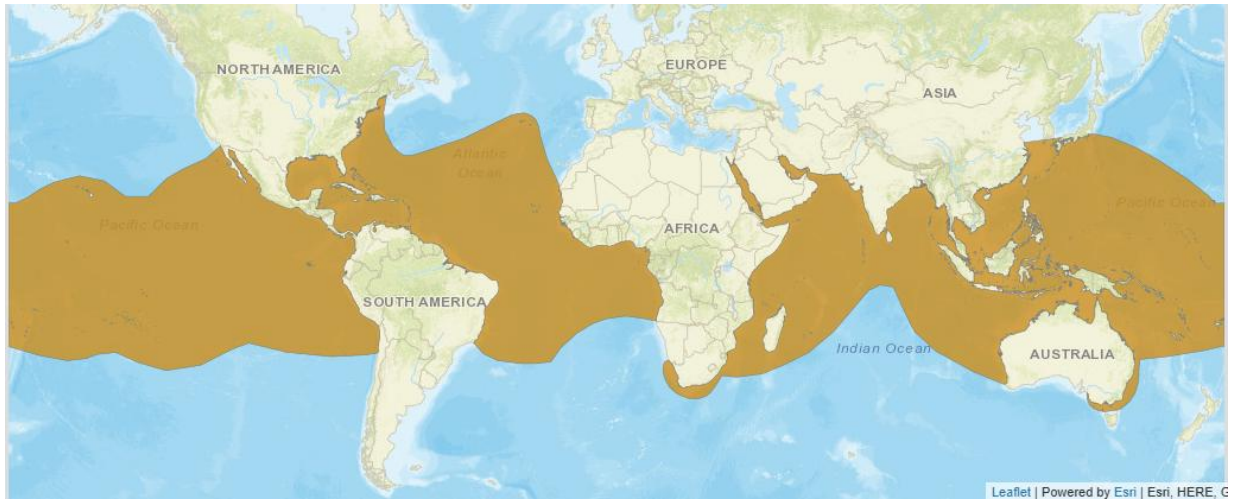 NORTH AMERICA
EUROPE
ASIA
Atlantic
Ocean
Pacific Ocean
Pacific Ocean
AFRICA
SOUTH AMERICA
Indian Ocean
AUSTRALIA
Leaflet | Powered by Esri | Esri, HERE, G